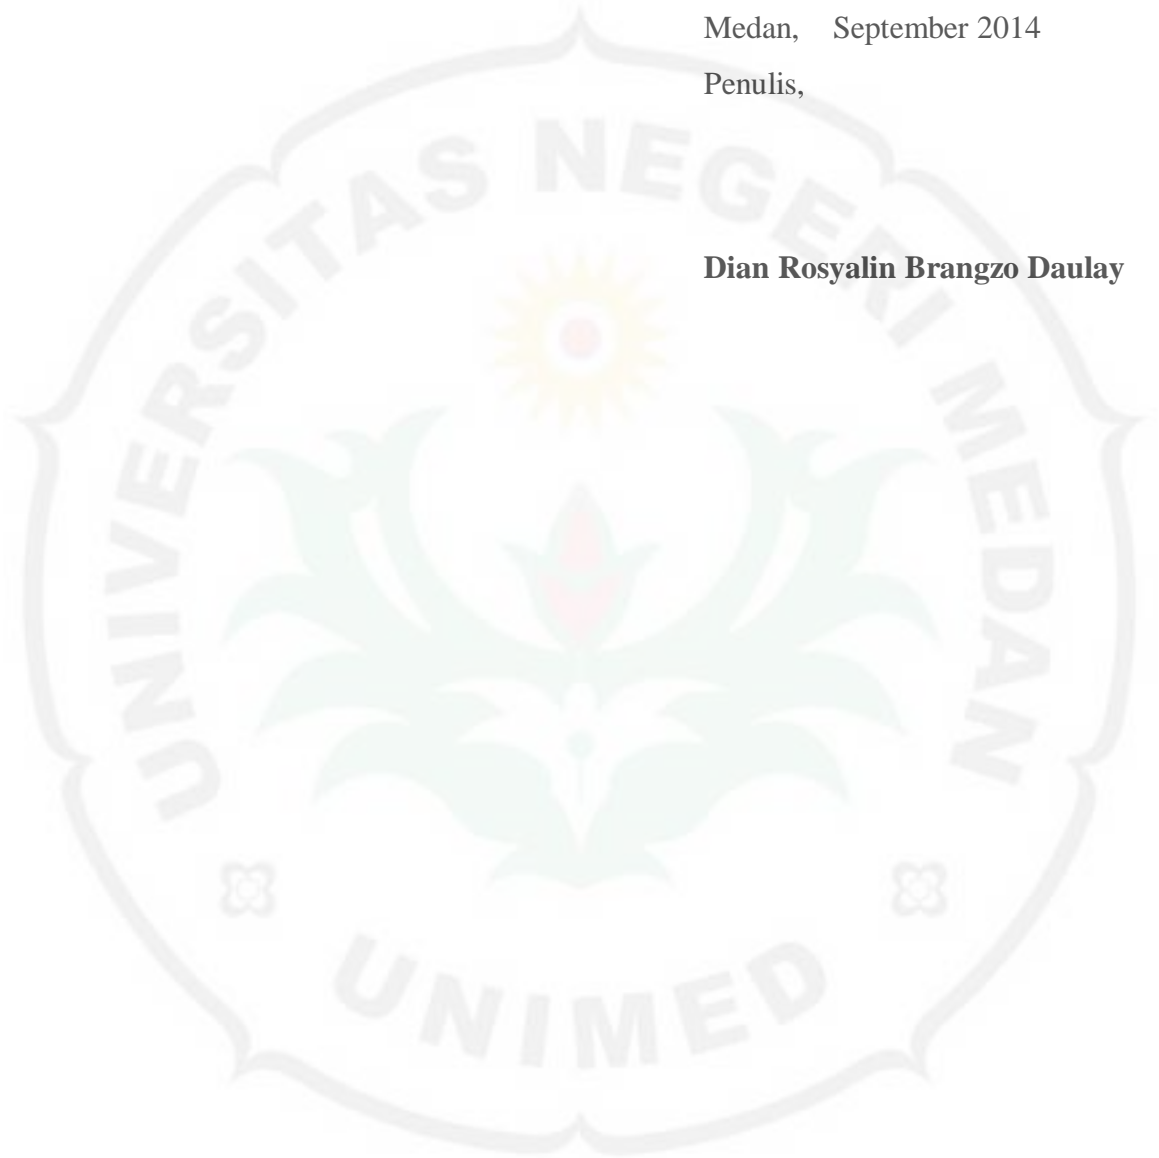 Medan, September 2014
Penulis,
Dian Rosyalin Brangzo Daulay
UNIVERSITAS NEGERI MEDAN
UNIMED